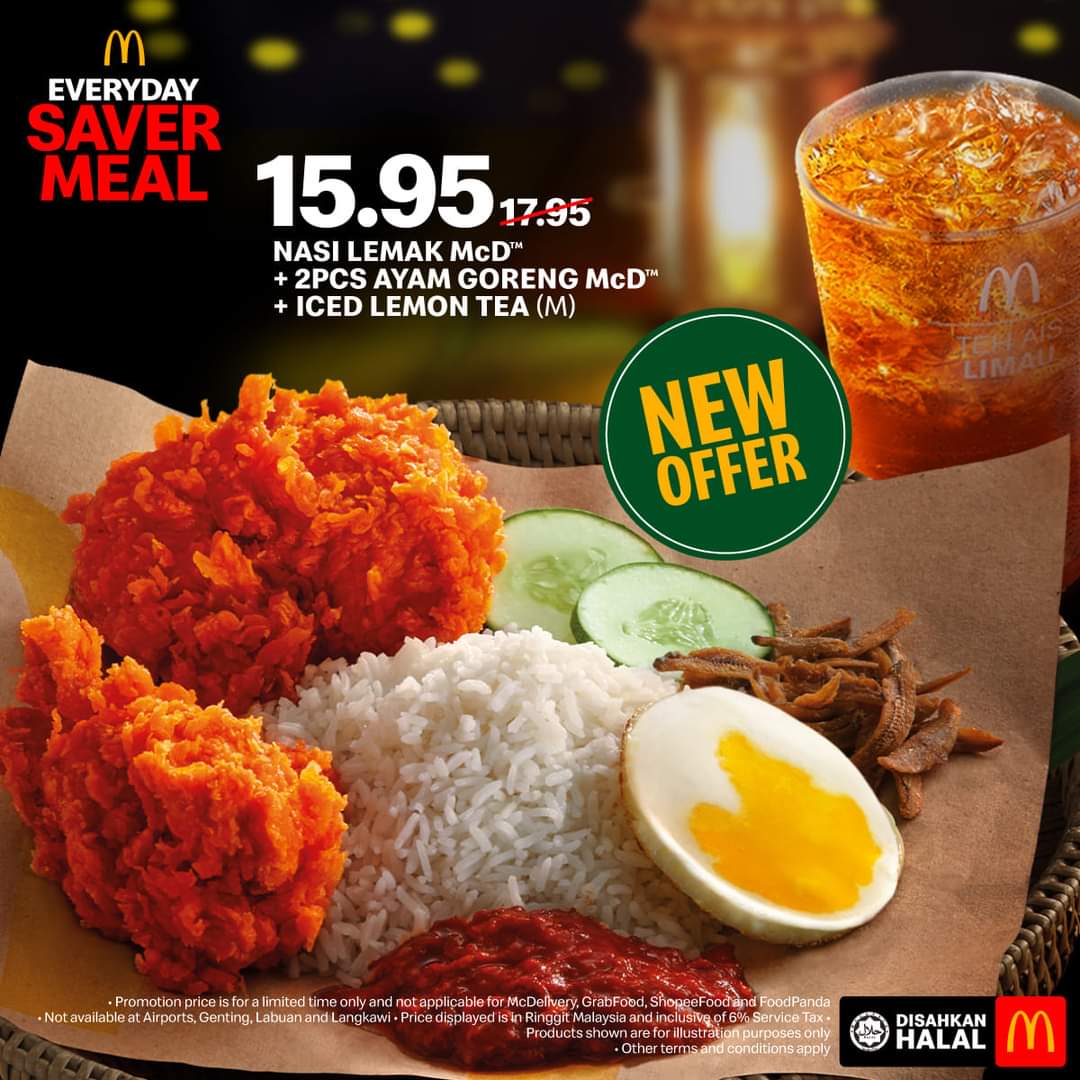 EVERYDAY
SAVER
MEAL
15.95 17.95
NASI LEMAK McD™
+ 2PCS AYAM GORENG McD™
+ ICED LEMON TEA (M)
NEW
OFFER
TEH AIS
LIMAU
• Promotion price is for a limited time only and not applicable for McDelivery, GrabFood, ShopeeFood and FoodPanda
• Not available at Airports, Genting, Labuan and Langkawi • Price displayed is in Ringgit Malaysia and inclusive of 6% Service Tax •
Products shown are for illustration purposes only
• Other terms and conditions apply
DISAHKAN
HALAL